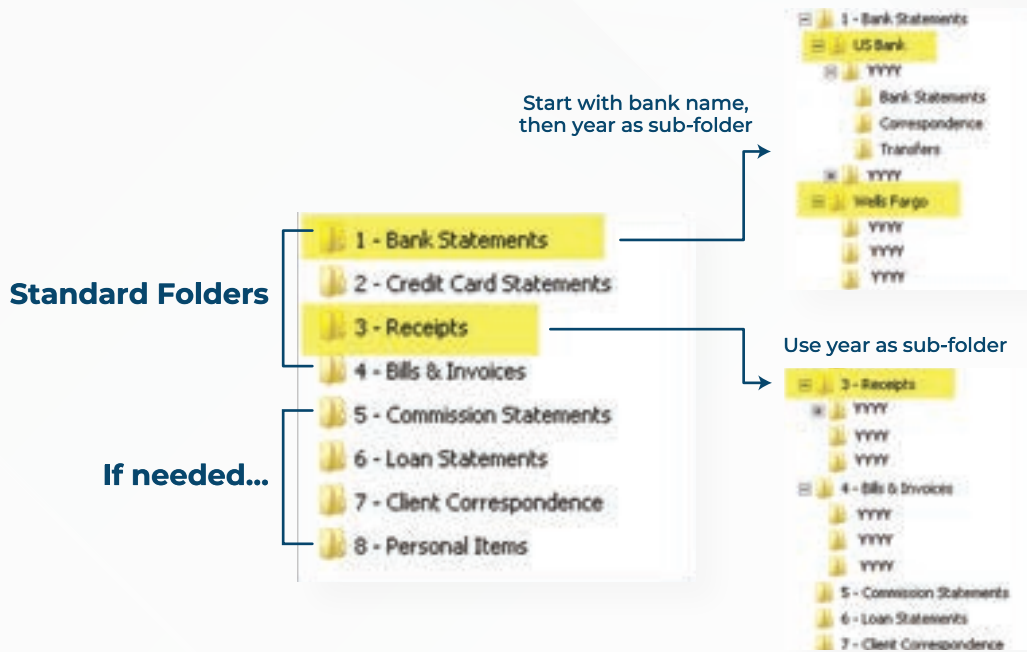 Standard Folders
If needed...
1 - Bank Statements
2 - Credit Card Statements
3 - Receipts
4 - Bills & Invoices
5 - Commission Statements
6 - Loan Statements
7 - Client Correspondence
8 - Personal Items
Start with bank name,
then year as sub-folder
1 - Bank Statements
US Bank
YYYY
Bank Statements
Correspondence
Transfers
YYYY
Wells Fargo
YYYY
YYYY
YYYY
Use year as sub-folder
3 - Receipts
YYYY
YYYY
YYYY
4 - Bills & Invoices
YYYY
YYYY
YYYY
5 - Commission Statements
6 - Loan Statements
7 - Client Correspondence